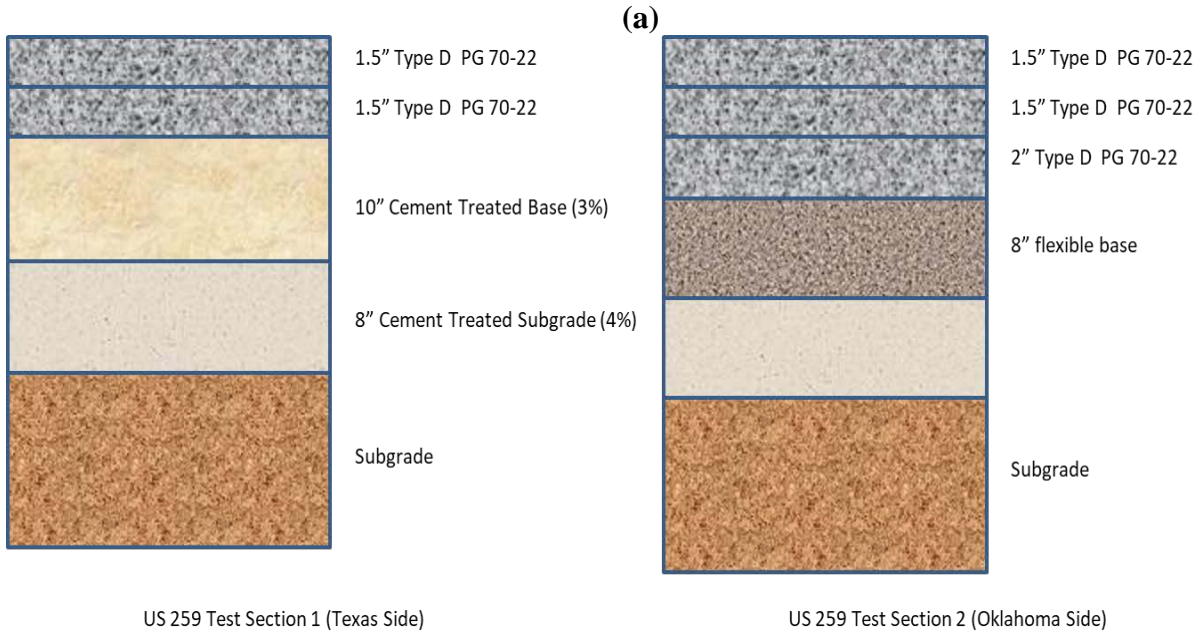 (a)
1.5” Type D PG 70-22
1.5” Type D PG 70-22
10” Cement Treated Base (3%)
8” Cement Treated Subgrade (4%)
Subgrade
US 259 Test Section 1 (Texas Side)
1.5” Type D PG 70-22
1.5” Type D PG 70-22
2” Type D PG 70-22
8” flexible base
Subgrade
US 259 Test Section 2 (Oklahoma Side)